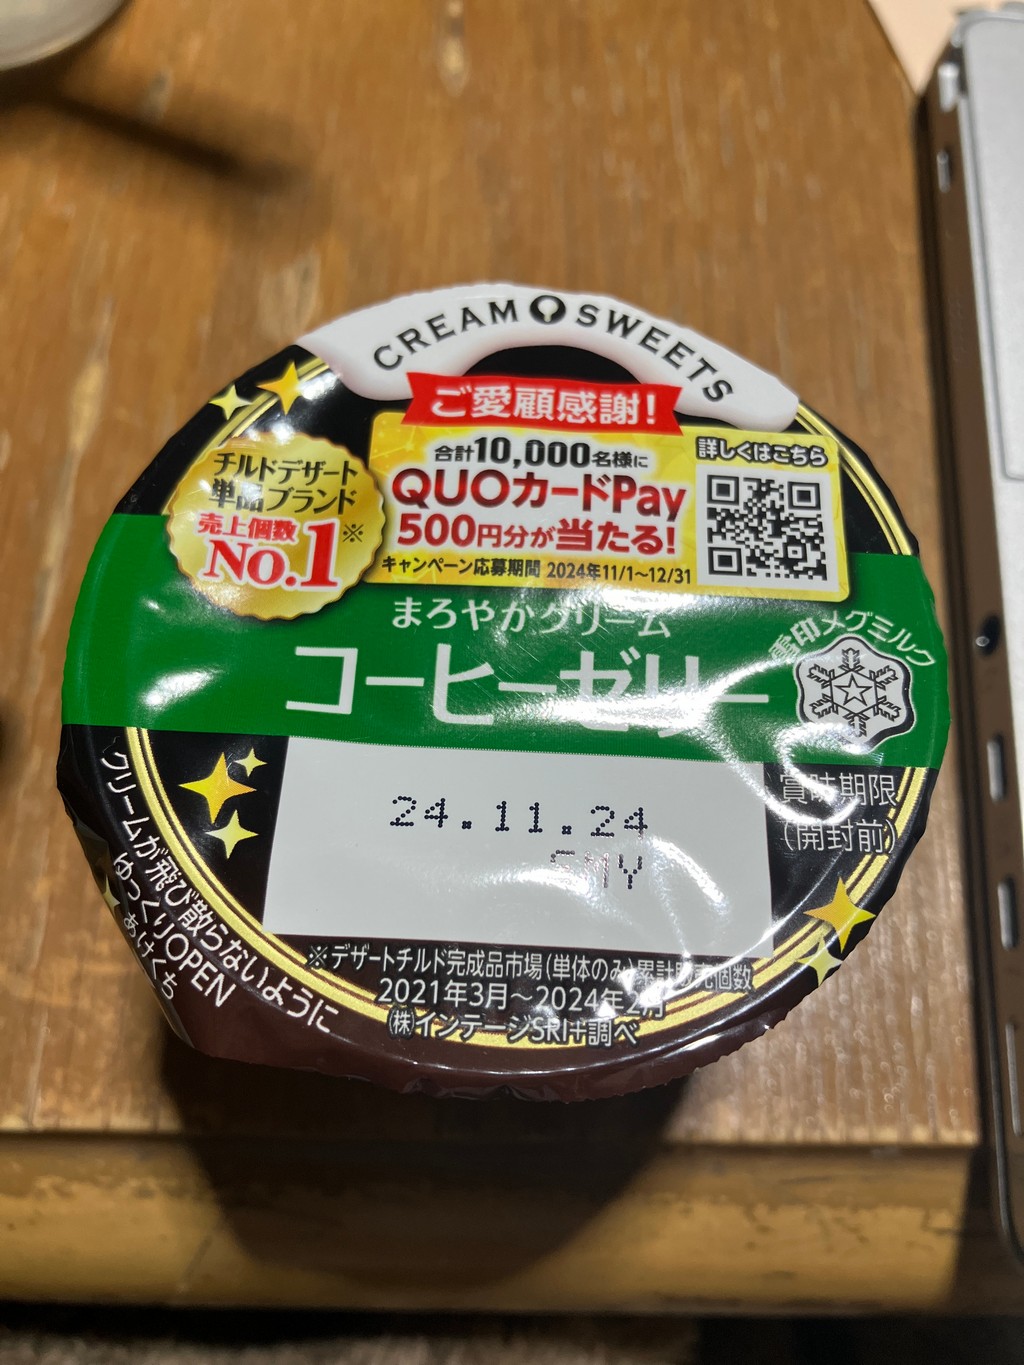 CREAM SWEETS
ご愛顧感謝!
合計10,000名様に
QUOカードPay
500円分が当たる!
キャンペーン応募期間 2024年11/1〜12/31
詳しくはこちら
チルドデザート
単品ブランド
売上個数
No.1※
まろやかクリーム
コーヒーゼリー
雪印メグミルク
24.11.24
賞味期限
(開封前)
クリームが飛び散らないように
ゆっくりOPEN
あけくち
※デザートチルド完成品市場(単体のみ)累計販売個数
2021年3月〜2024年2月
㈱インテージSRI+調べ